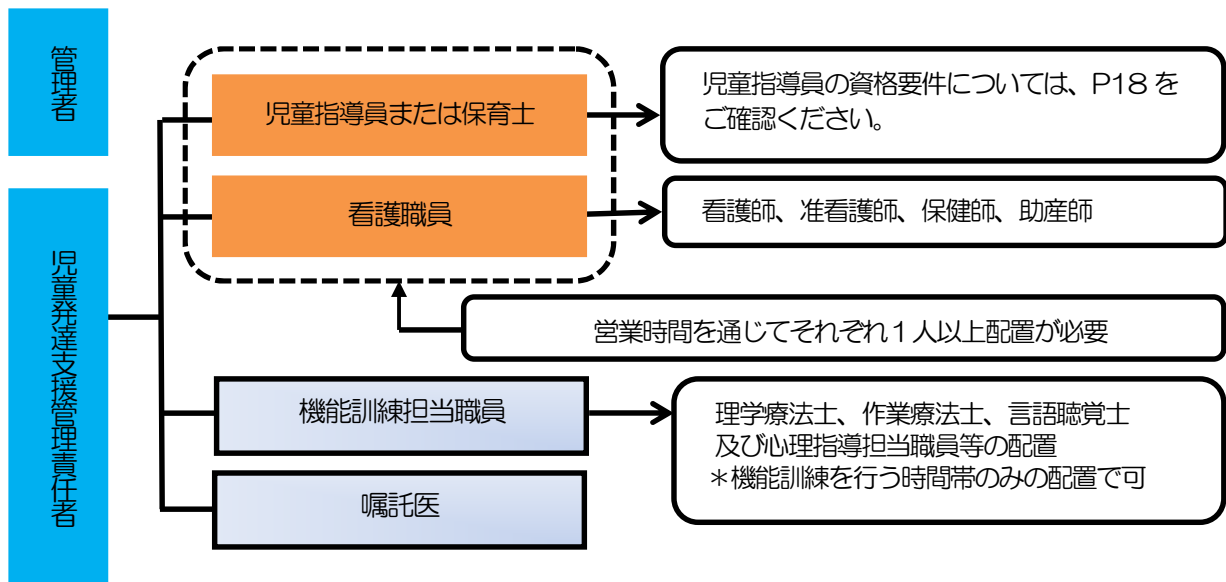 管理者
児童発達支援管理責任者
児童指導員または保育士
児童指導員の資格要件については、P18 を
ご確認ください。
看護職員
看護師、准看護師、保健師、助産師
営業時間を通じてそれぞれ１人以上配置が必要
機能訓練担当職員
理学療法士、作業療法士、言語聴覚士
及び心理指導担当職員等の配置
＊機能訓練を行う時間帯のみの配置で可
嘱託医